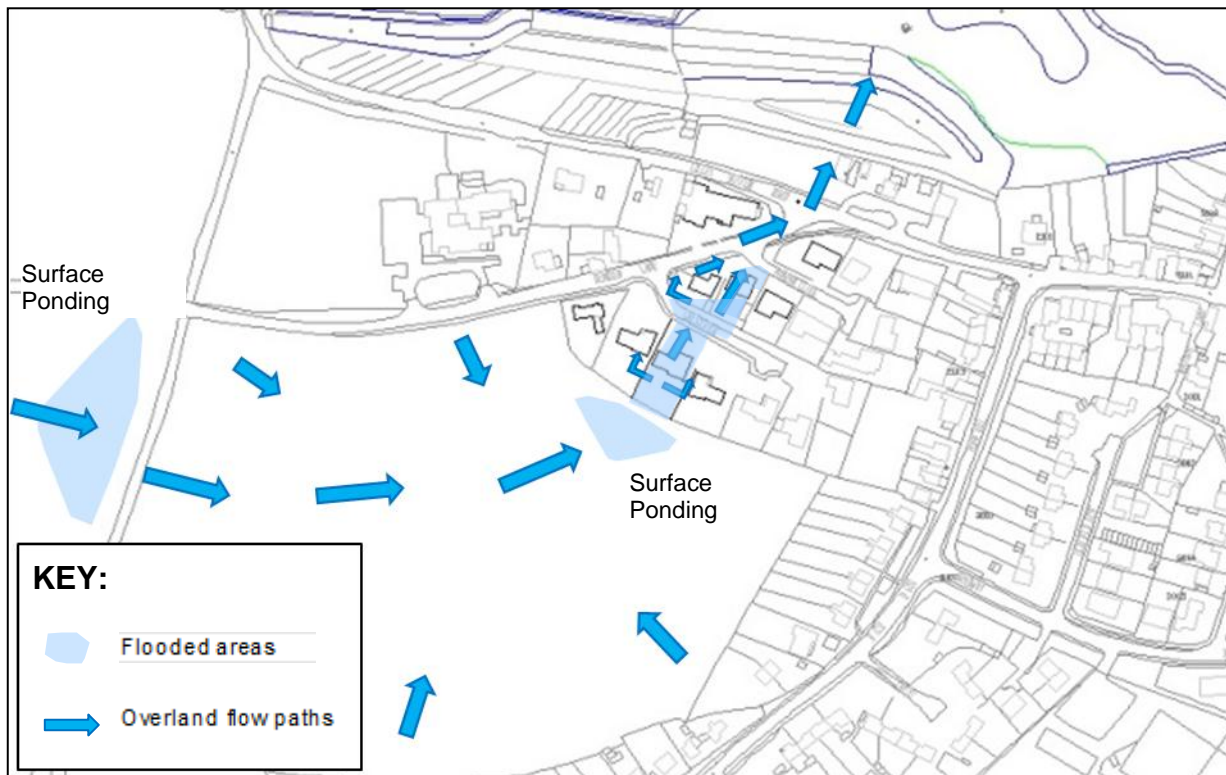 Surface
Ponding
Surface
Ponding
KEY:
Flooded areas
Overland flow paths